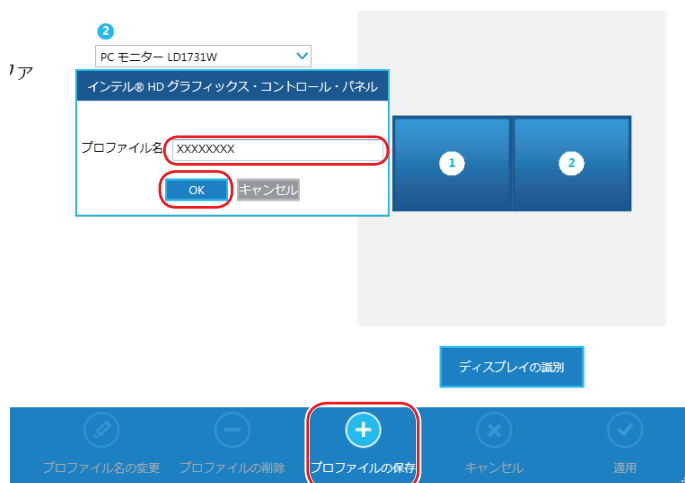 2
PC モニター LD1731W
ア
インテル® HD グラフィックス・コントロール・パネル
プロファイル名
XXXXXXXX
OK
キャンセル
1
2
ディスプレイの識別
プロファイル名の変更
プロファイルの削除
プロファイルの保存
キャンセル
適用